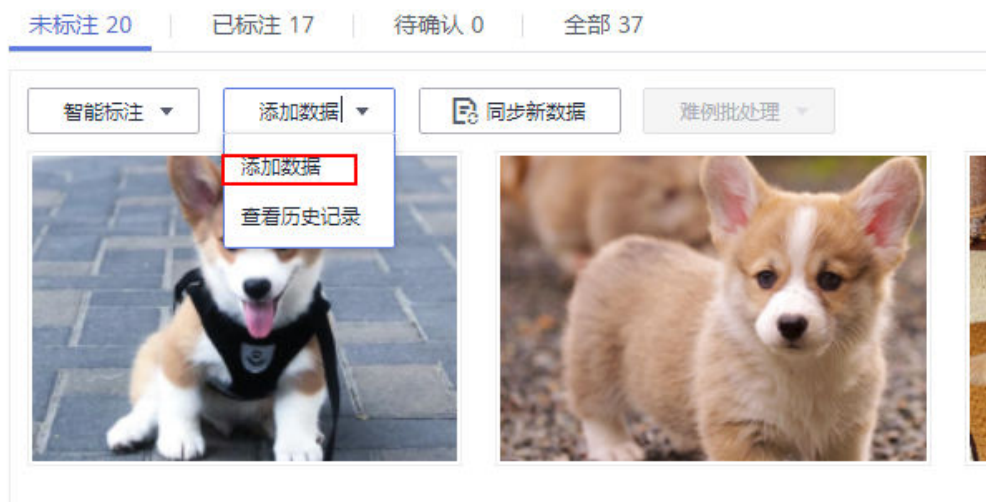 未标注 20 已标注 17 待确认 0 全部 37
智能标注 添加数据 同步新数据 难例批处理
添加数据
查看历史记录